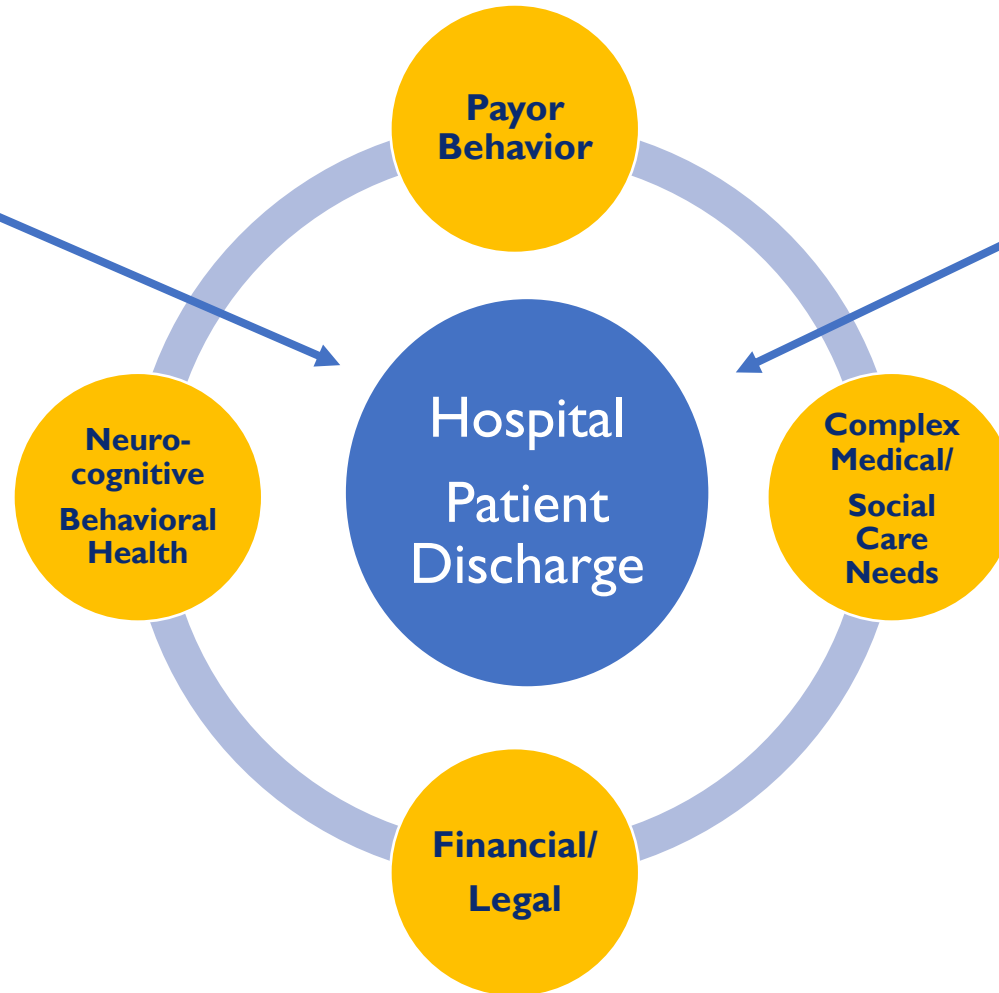 Payor
Behavior
Neuro-
cognitive
Behavioral
Health
Hospital
Patient
Discharge
Complex
Medical/
Social
Care
Needs
Financial/
Legal